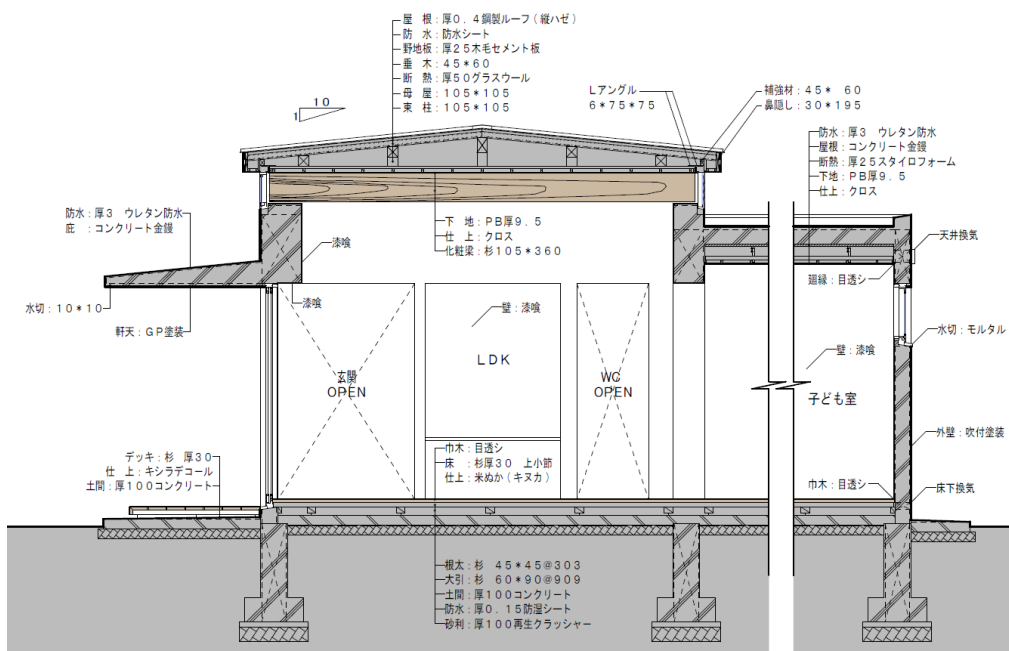 屋　根：厚０．４鋼製ルーフ（縦ハゼ）
防　水：防水シート
野地板：厚２５木毛セメント板
垂　木：４５＊６０
断　熱：厚５０グラスウール
母　屋：１０５＊１０５
束　柱：１０５＊１０５
１０
１
Ｌアングル
６＊７５＊７５
補強材：４５＊　６０
鼻隠し：３０＊１９５
防水：厚３　ウレタン防水
屋根：コンクリート金鏝
断熱：厚２５スタイロフォーム
下地：ＰＢ厚９．５
仕上：クロス
防水：厚３　ウレタン防水
庇　：コンクリート金鏝
漆喰
下　地：ＰＢ厚９．５
仕　上：クロス
化粧梁：杉１０５＊３６０
天井換気
廻縁：目透シ
水切：１０＊１０
漆喰
軒天：ＧＰ塗装
壁：漆喰
水切：モルタル
ＬＤＫ
壁：漆喰
玄関
ＯＰＥＮ
ＷＣ
ＯＰＥＮ
子ども室
外壁：吹付塗装
デッキ：杉　厚３０
仕　上：キシラデコール
土間：厚１００コンクリート
巾木：目透シ
床　：杉厚３０　上小節
仕上：米ぬか（キヌカ）
巾木：目透シ
床下換気
根太：杉　４５＊４５＠３０３
大引：杉　６０＊９０＠９０９
土間：厚１００コンクリート
防水：厚０．１５防湿シート
砂利：厚１００再生クラッシャー